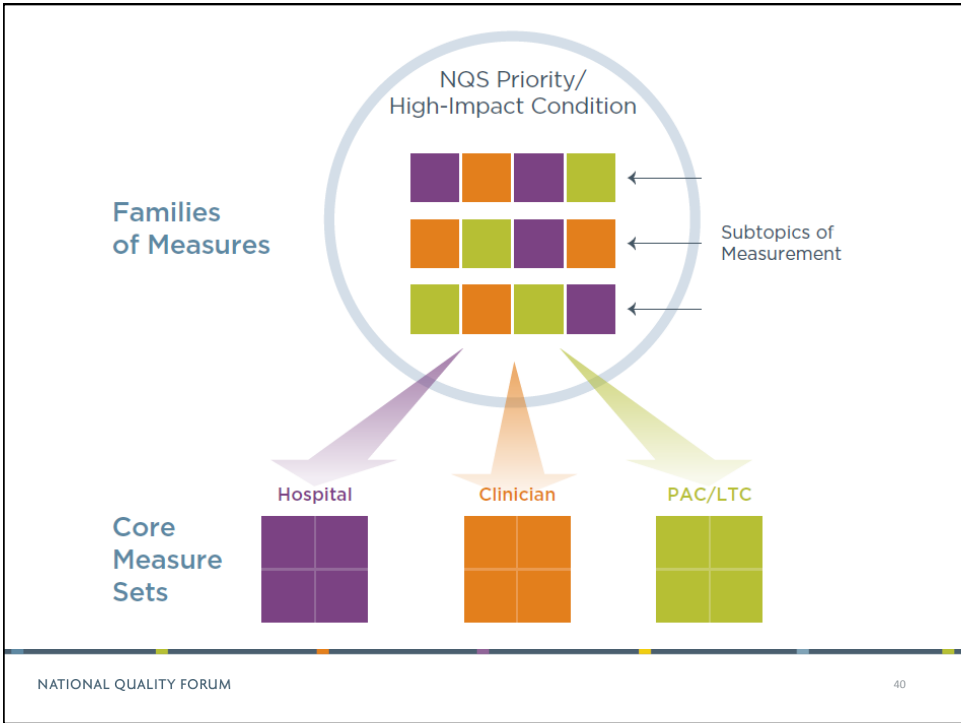 NQS Priority/
High-Impact Condition
Families
of Measures
Subtopics of
Measurement
Hospital
Clinician
PAC/LTC
Core
Measure
Sets
NATIONAL QUALITY FORUM
40